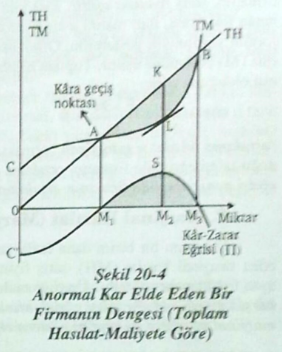 TH
TM
TM
TH
B
K
Kâra geçiş
noktası
A
L
C
S
0
M₁
M₂
M₃
Miktar
C'
Kâr-Zarar
Eğrisi (Π)
Şekil 20-4
Anormal Kar Elde Eden Bir
Firmanın Dengesi (Toplam
Hasılat-Maliyete Göre)